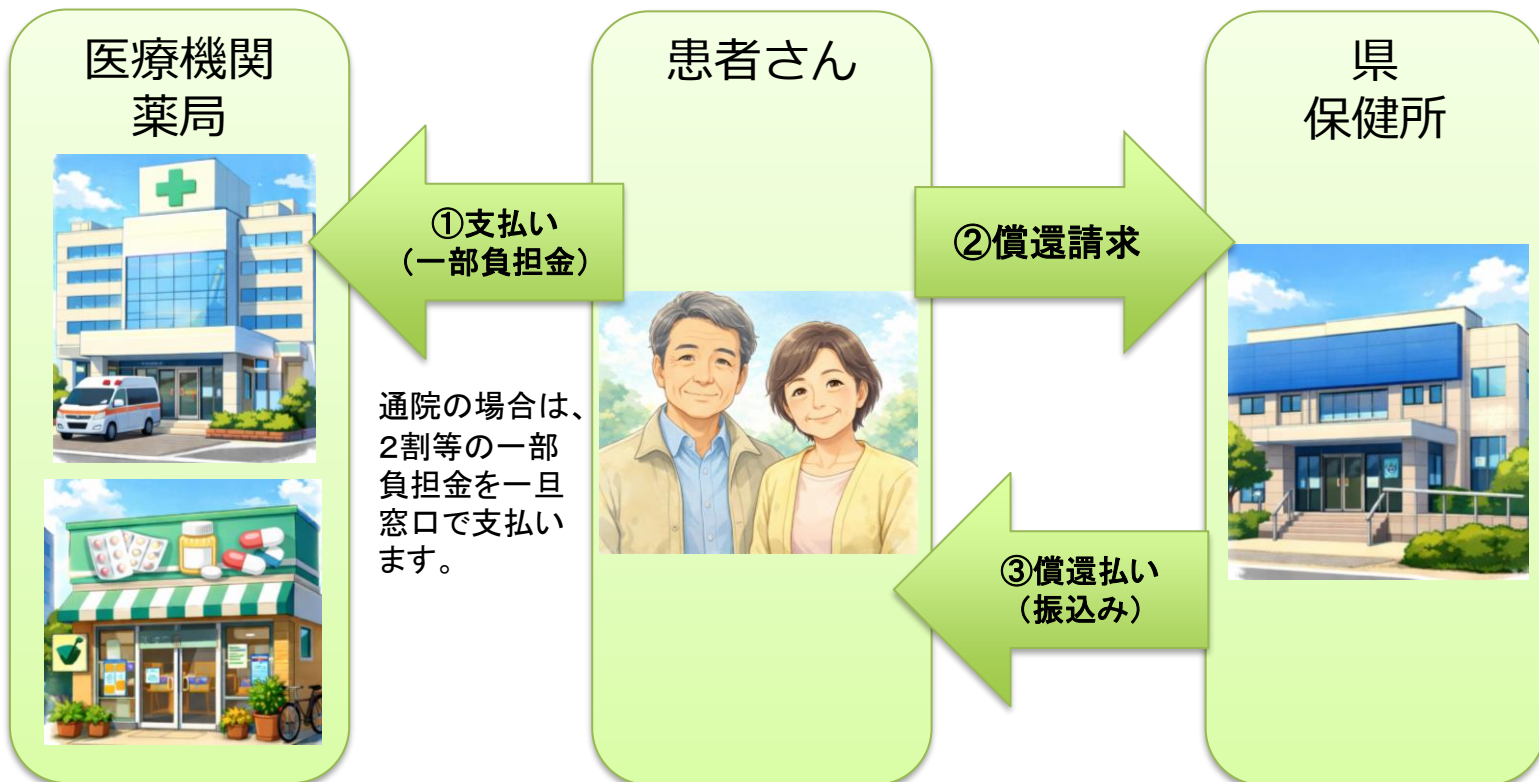 医療機関
薬局
患者さん
県
保健所
①支払い
（一部負担金）
②償還請求
通院の場合は、
2割等の一部
負担金を一旦
窓口で支払い
ます。
③償還払い
（振込み）